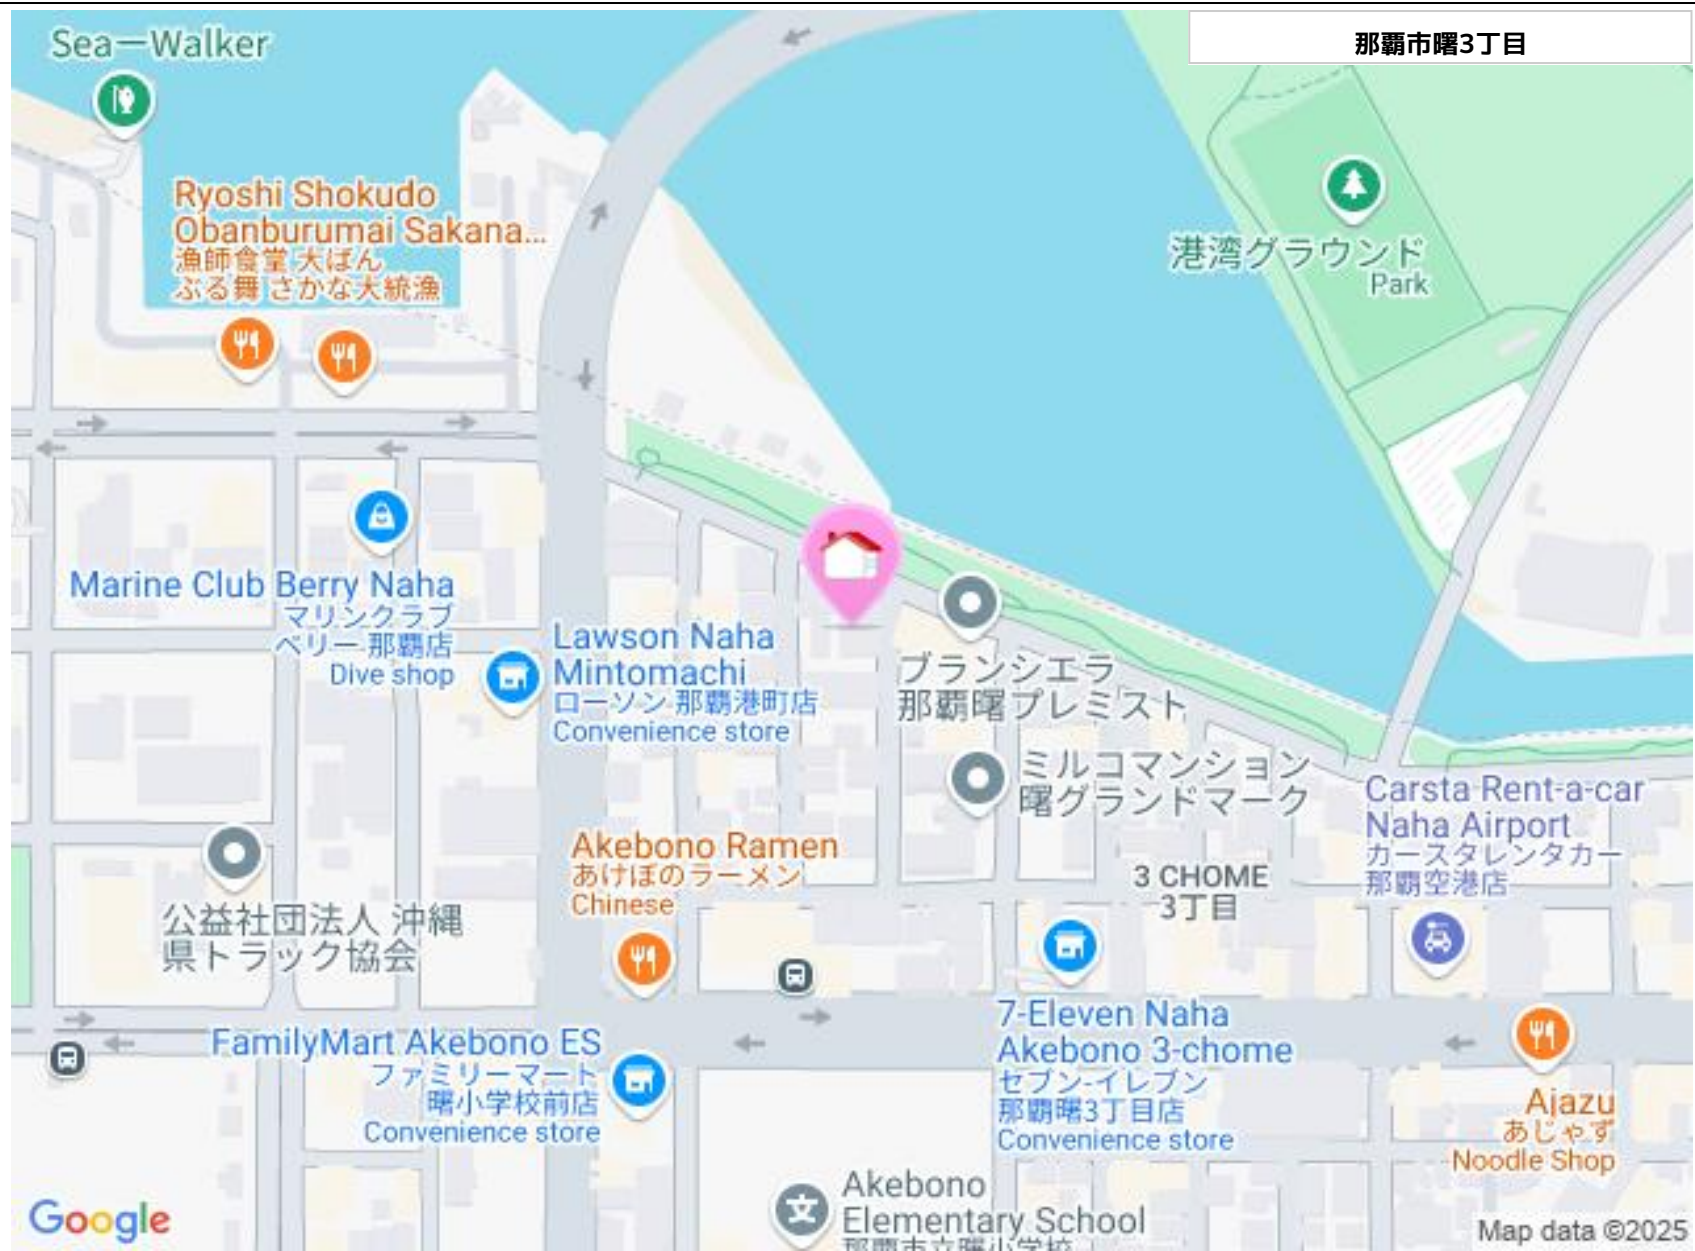 那覇市曙3丁目
Sea－Walker
Ryoshi Shokudo
Obanburumai Sakana...
漁師食堂 大ばん
ぶる舞 さかな大統漁
港湾グラウンド
Park
Marine Club Berry Naha
マリンクラブ
ベリー 那覇店
Dive shop
Lawson Naha
Mintomachi
ローソン 那覇港町店
Convenience store
ブランシエラ
那覇曙プレミスト
ミルコマンション
曙グランドマーク
Carsta Rent-a-car
Naha Airport
カースタレンタカー
那覇空港店
Akebono Ramen
あけぼのラーメン
Chinese
3 CHOME
3丁目
公益社団法人 沖縄
県トラック協会
FamilyMart Akebono ES
ファミリーマート
曙小学校前店
Convenience store
7-Eleven Naha
Akebono 3-chome
セブン-イレブン
那覇曙3丁目店
Convenience store
Ajazu
あじゃず
Noodle Shop
文
Akebono
Elementary School
那覇市立曙小学校
Google
Map data ©2025